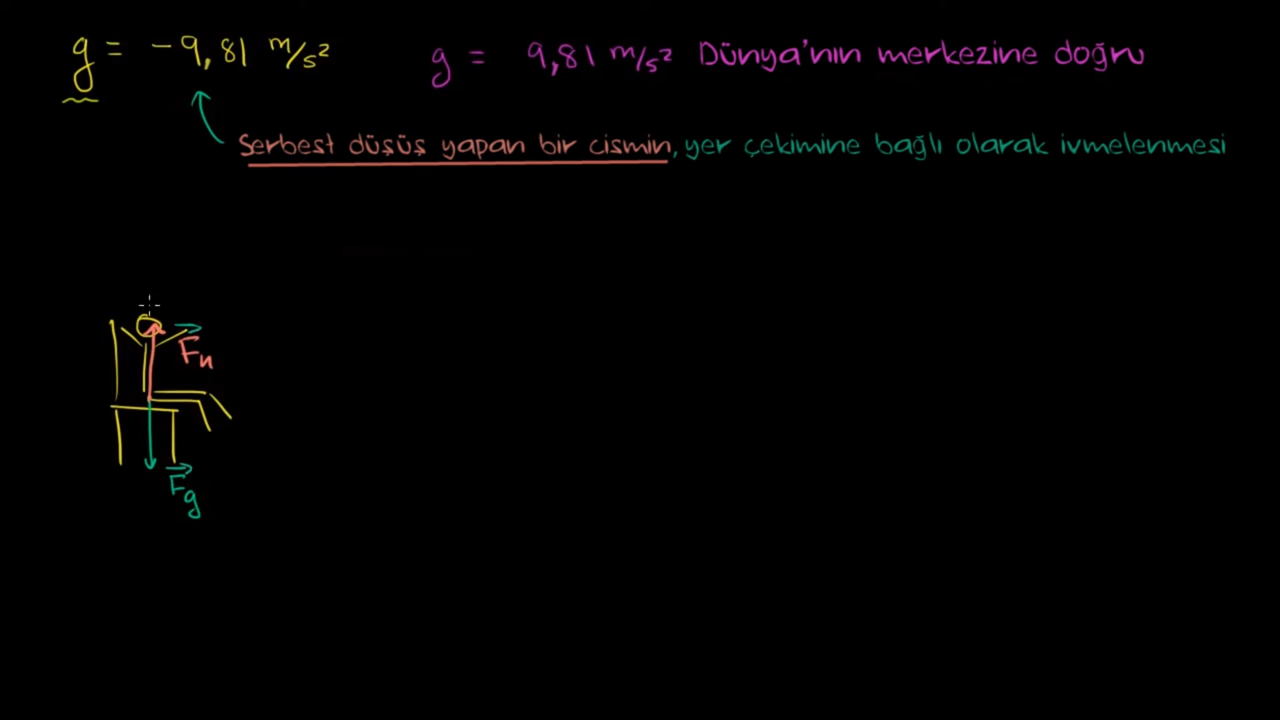 g = -9,81 m/s² g = 9,81 m/s² Dünya'nın merkezine doğru
Serbest düşüş yapan bir cismin, yer çekimine bağlı olarak ivmelenmesi
Fn
Fg